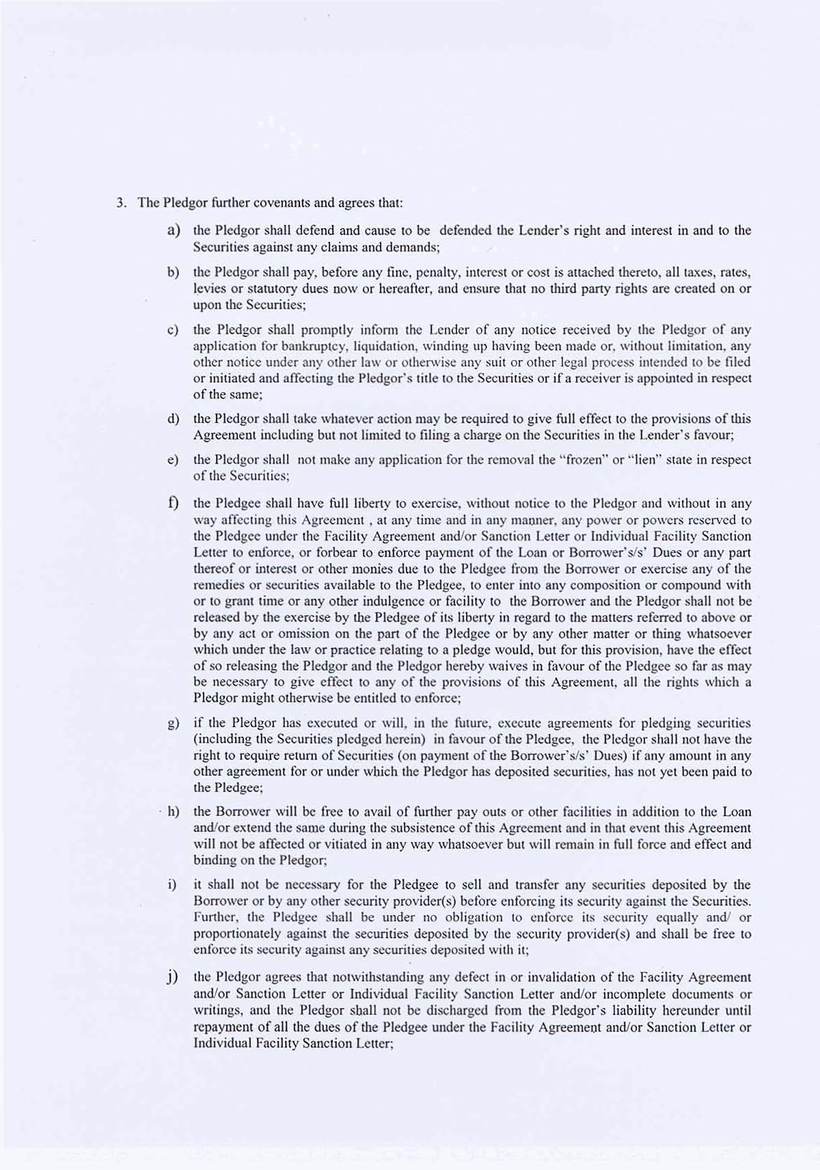 3. The Pledgor further covenants and agrees that:
a) the Pledgor shall defend and cause to be defended the Lender's right and interest in and to the
Securities against any claims and demands;
b) the Pledgor shall pay, before any fine, penalty, interest or cost is attached thereto, all taxes, rates,
levies or statutory dues now or hereafter, and ensure that no third party rights are created on or
upon the Securities;
c) the Pledgor shall promptly inform the Lender of any notice received by the Pledgor of any
application for bankruptcy, liquidation, winding up having been made or, without limitation, any
other notice under any other law or otherwise any suit or other legal process intended to be filed
or initiated and affecting the Pledgor's title to the Securities or if a receiver is appointed in respect
of the same;
d) the Pledgor shall take whatever action may be required to give full effect to the provisions of this
Agreement including but not limited to filing a charge on the Securities in the Lender's favour;
e) the Pledgor shall not make any application for the removal the "frozen" or "lien" state in respect
of the Securities;
f) the Pledgee shall have full liberty to exercise, without notice to the Pledgor and without in any
way affecting this Agreement , at any time and in any manner, any power or powers reserved to
the Pledgee under the Facility Agreement and/or Sanction Letter or Individual Facility Sanction
Letter to enforce, or forbear to enforce payment of the Loan or Borrower's/s' Dues or any part
thereof or interest or other monies due to the Pledgee from the Borrower or exercise any of the
remedies or securities available to the Pledgee, to enter into any composition or compound with
or to grant time or any other indulgence or facility to the Borrower and the Pledgor shall not be
released by the exercise by the Pledgee of its liberty in regard to the matters referred to above or
by any act or omission on the part of the Pledgee or by any other matter or thing whatsoever
which under the law or practice relating to a pledge would, but for this provision, have the effect
of so releasing the Pledgor and the Pledgor hereby waives in favour of the Pledgee so far as may
be necessary to give effect to any of the provisions of this Agreement, all the rights which a
Pledgor might otherwise be entitled to enforce;
g) if the Pledgor has executed or will, in the future, execute agreements for pledging securities
(including the Securities pledged herein) in favour of the Pledgee, the Pledgor shall not have the
right to require return of Securities (on payment of the Borrower's/s' Dues) if any amount in any
other agreement for or under which the Pledgor has deposited securities, has not yet been paid to
the Pledgee;
h) the Borrower will be free to avail of further pay outs or other facilities in addition to the Loan
and/or extend the same during the subsistence of this Agreement and in that event this Agreement
will not be affected or vitiated in any way whatsoever but will remain in full force and effect and
binding on the Pledgor;
i) it shall not be necessary for the Pledgee to sell and transfer any securities deposited by the
Borrower or by any other security provider(s) before enforcing its security against the Securities.
Further, the Pledgee shall be under no obligation to enforce its security equally and/ or
proportionately against the securities deposited by the security provider(s) and shall be free to
enforce its security against any securities deposited with it;
j) the Pledgor agrees that notwithstanding any defect in or invalidation of the Facility Agreement
and/or Sanction Letter or Individual Facility Sanction Letter and/or incomplete documents or
writings, and the Pledgor shall not be discharged from the Pledgor's liability hereunder until
repayment of all the dues of the Pledgee under the Facility Agreement and/or Sanction Letter or
Individual Facility Sanction Letter;